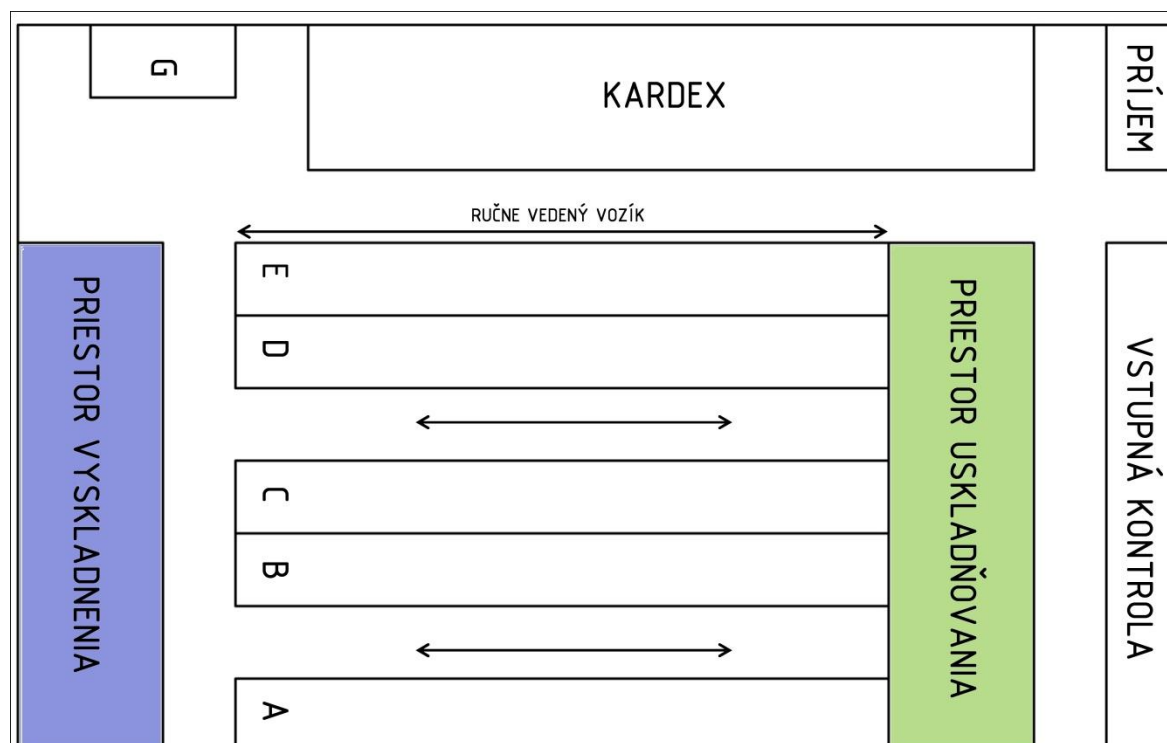 G
KARDEX
PRÍJEM
RUČNE VEDENÝ VOZÍK
E
D
C
B
A
PRIESTOR VYSKLADNENIA
PRIESTOR USKLADŇOVANIA
VSTUPNÁ KONTROLA